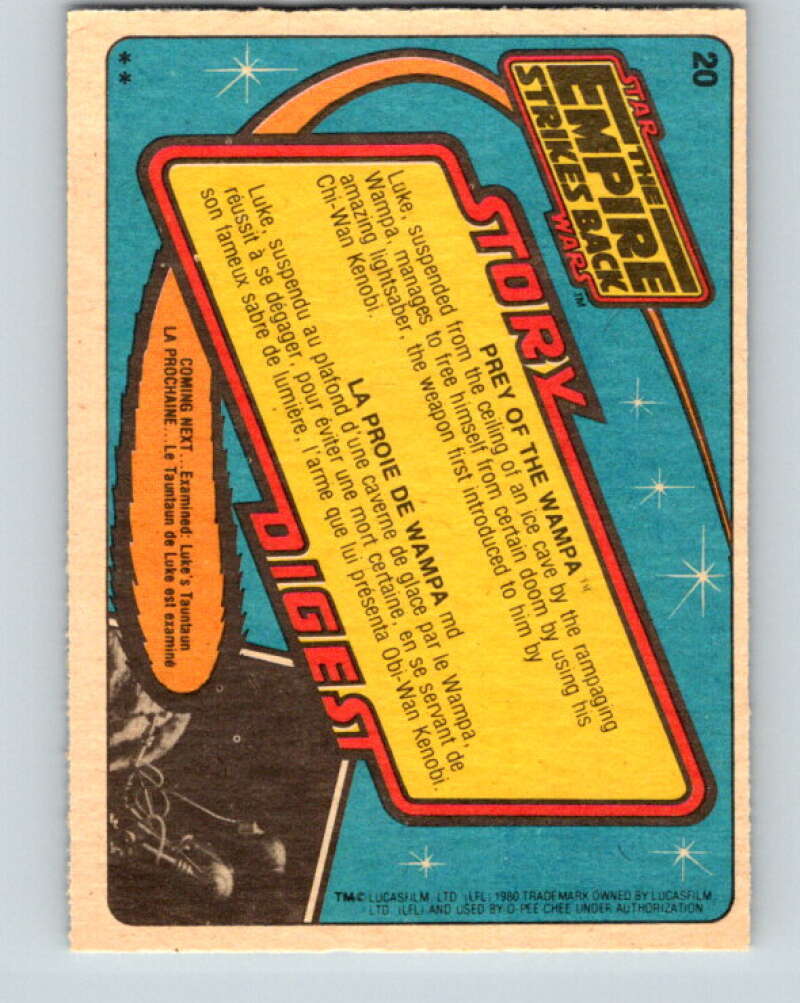 20
STAR
THE
EMPIRE
STRIKES BACK
WARS™
STORY
PREY OF THE WAMPA™
Luke, suspended from the ceiling of an ice cave by the rampaging
Wampa, manages to free himself from certain doom by using his
amazing lightsaber, the weapon first introduced to him by
Chi-Wan Kenobi.
LA PROIE DE WAMPA md
Luke, suspendu au plafond d'une caverne de glace par le Wampa,
réussit à se dégager, pour éviter une mort certaine, en se servant de
son fameux sabre de lumière, l'arme que lui présenta Obi-Wan Kenobi.
DIGEST
COMING NEXT...Examined: Luke's Tauntaun
LA PROCHAINE...Le Tauntaun de Luke est examiné
**
TM© LUCASFILM, LTD. (LFL) 1980 TRADEMARK OWNED BY LUCASFILM,
LTD. (LFL) AND USED BY O-PEE-CHEE UNDER AUTHORIZATION